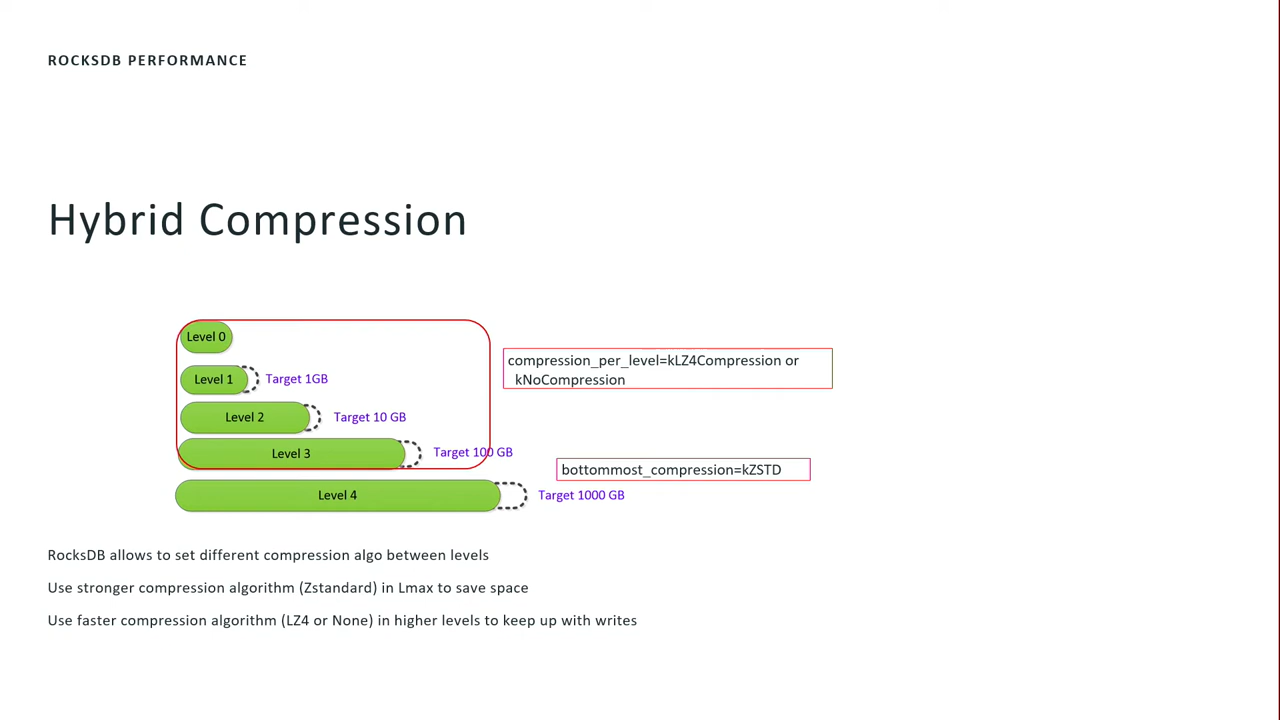 ROCKSDB PERFORMANCE
Hybrid Compression
Level 0
compression_per_level=kLZ4Compression or
kNoCompression
Level 1
Target 1GB
Level 2
Target 10 GB
Level 3
Target 100 GB
bottommost_compression=kZSTD
Level 4
Target 1000 GB
RocksDB allows to set different compression algo between levels
Use stronger compression algorithm (Zstandard) in Lmax to save space
Use faster compression algorithm (LZ4 or None) in higher levels to keep up with writes